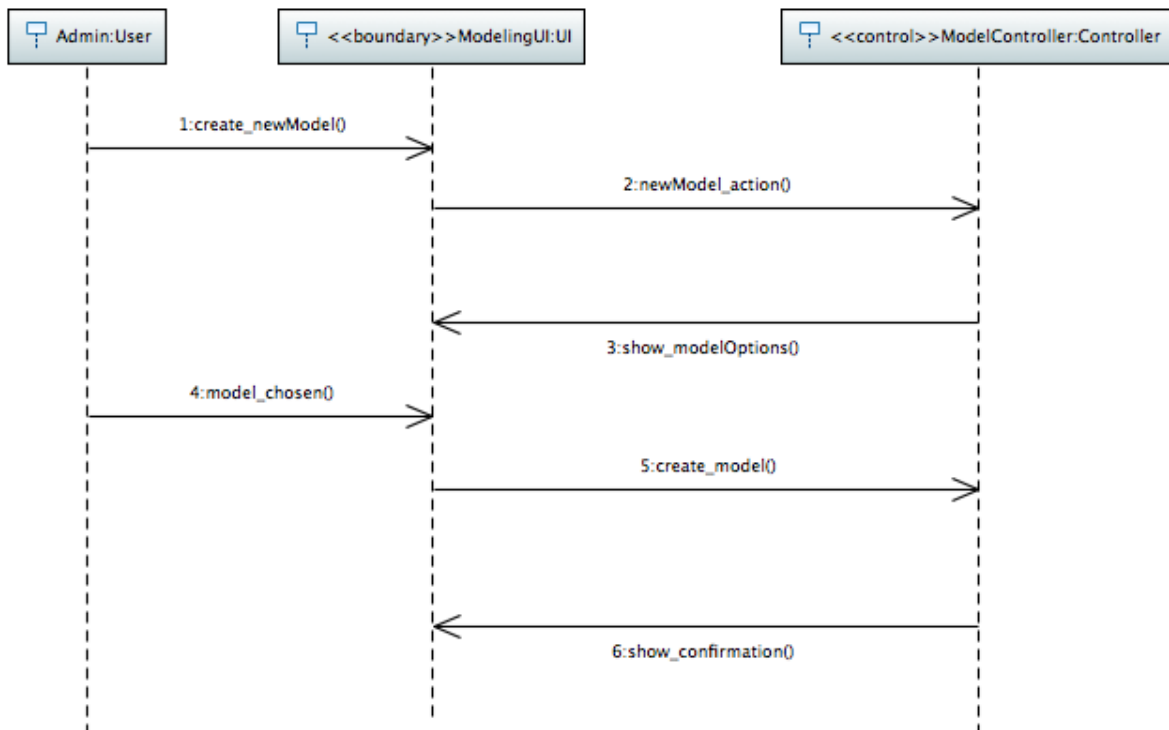 Admin:User
<<boundary>>ModelingUI:UI
<<control>>ModelController:Controller
1:create_newModel()
2:newModel_action()
3:show_modelOptions()
4:model_chosen()
5:create_model()
6:show_confirmation()